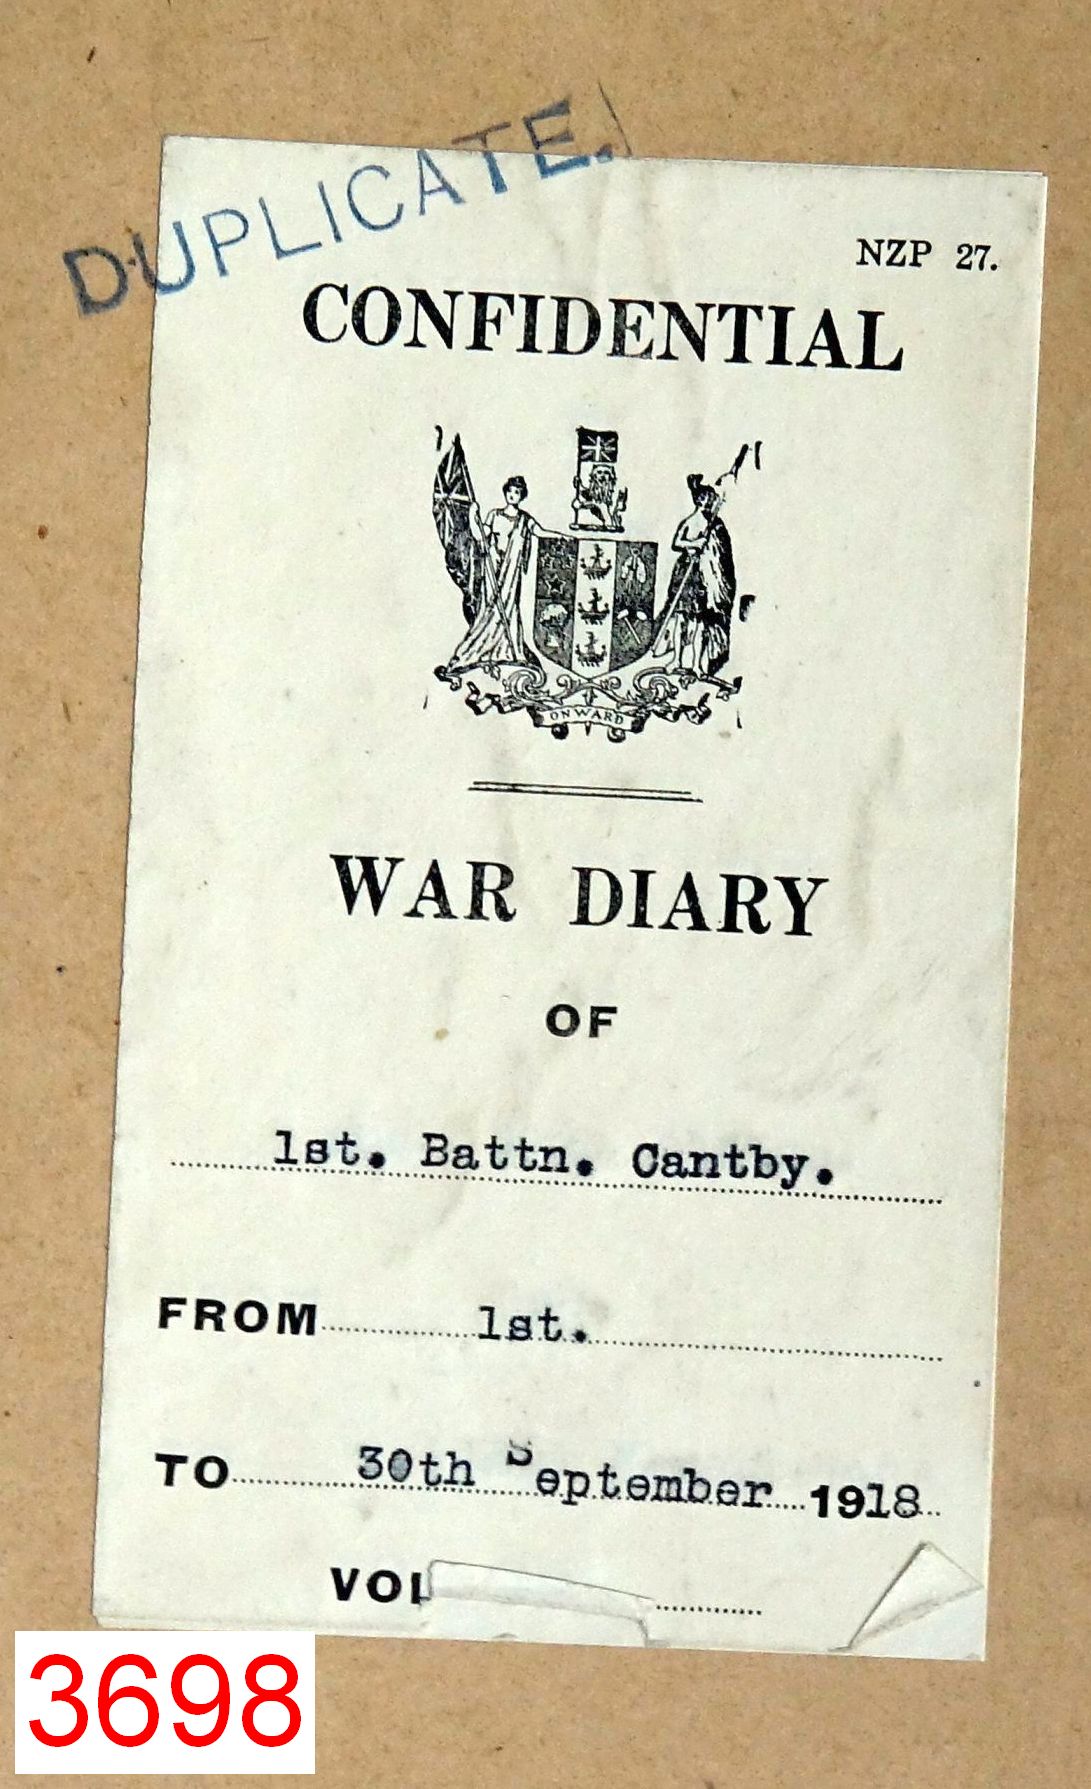 DUPLICATE.
NZP 27.
CONFIDENTIAL
ONWARD
WAR DIARY
OF
1st. Battn. Cantby.
FROM 1st.
TO 30th September 1918
VOL
3698